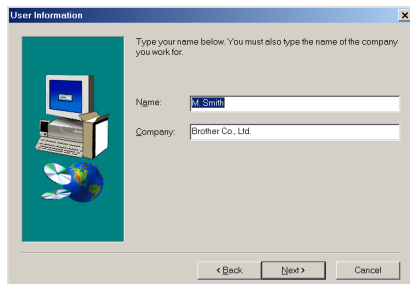 User Information
Type your name below. You must also type the name of the company
you work for.
Name: M. Smith
Company: Brother Co., Ltd.
< Back Next > Cancel